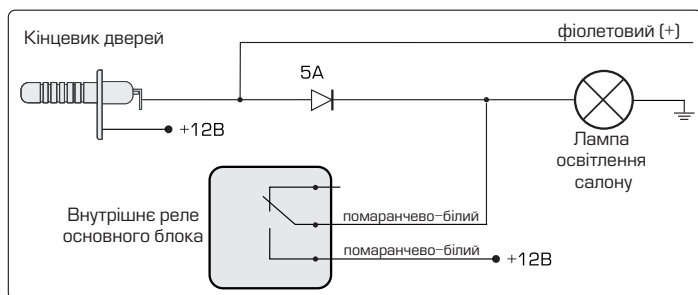 Кінцевик дверей
фіолетовий (+)
5А
+12В
Лампа
освітлення
салону
Внутрішнє реле
основного блока
помаранчево–білий
помаранчево–білий
+12В